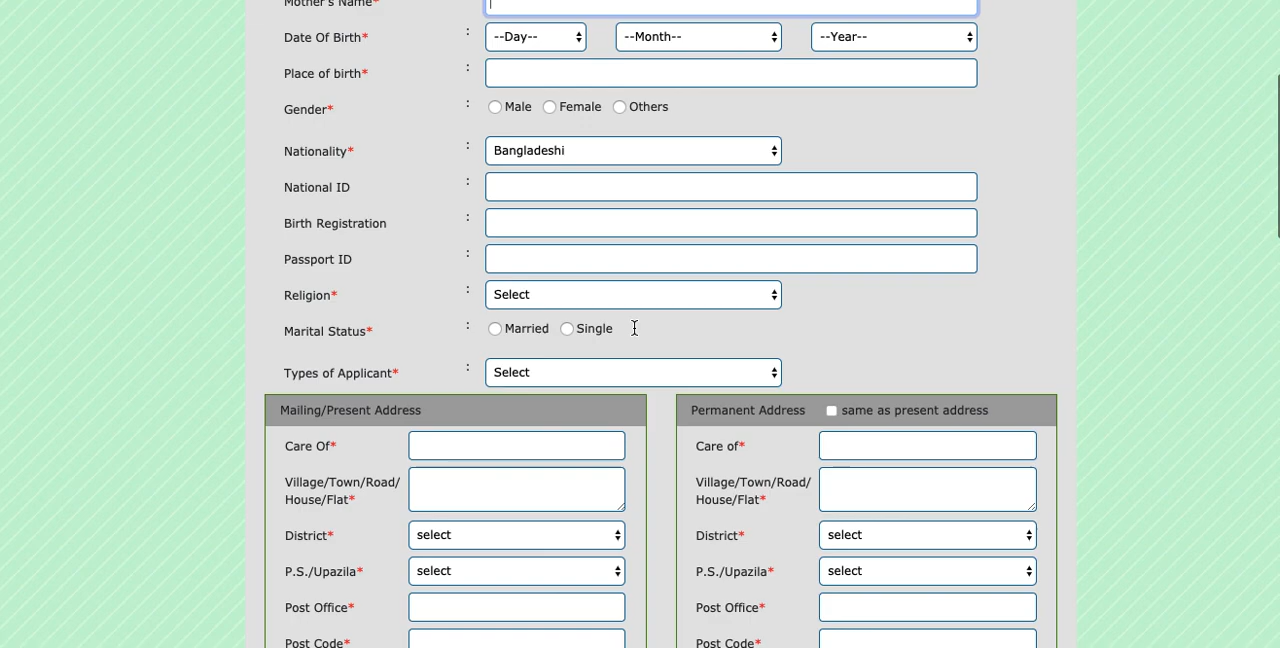 Mother's Name*
Date Of Birth* : --Day-- --Month-- --Year--
Place of birth* :
Gender* : Male Female Others
Nationality* : Bangladeshi
National ID :
Birth Registration :
Passport ID :
Religion* : Select
Marital Status* : Married Single
Types of Applicant* : Select
Mailing/Present Address
Care Of*
Village/Town/Road/
House/Flat*
District* select
P.S./Upazila* select
Post Office*
Post Code*
Permanent Address same as present address
Care of*
Village/Town/Road/
House/Flat*
District* select
P.S./Upazila* select
Post Office*
Post Code*